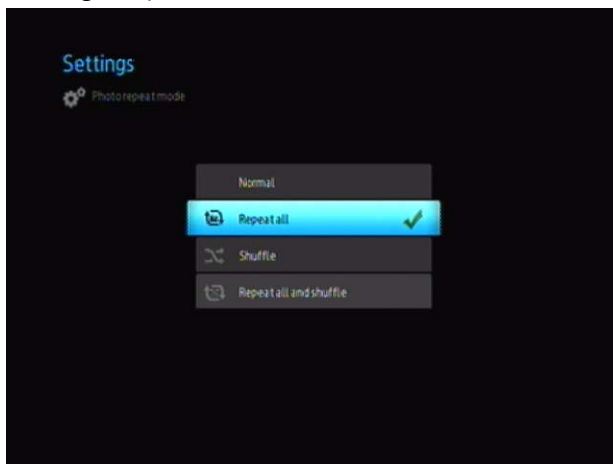 Settings
Photo repeat mode
Normal
Repeat all
Shuffle
Repeat all and shuffle